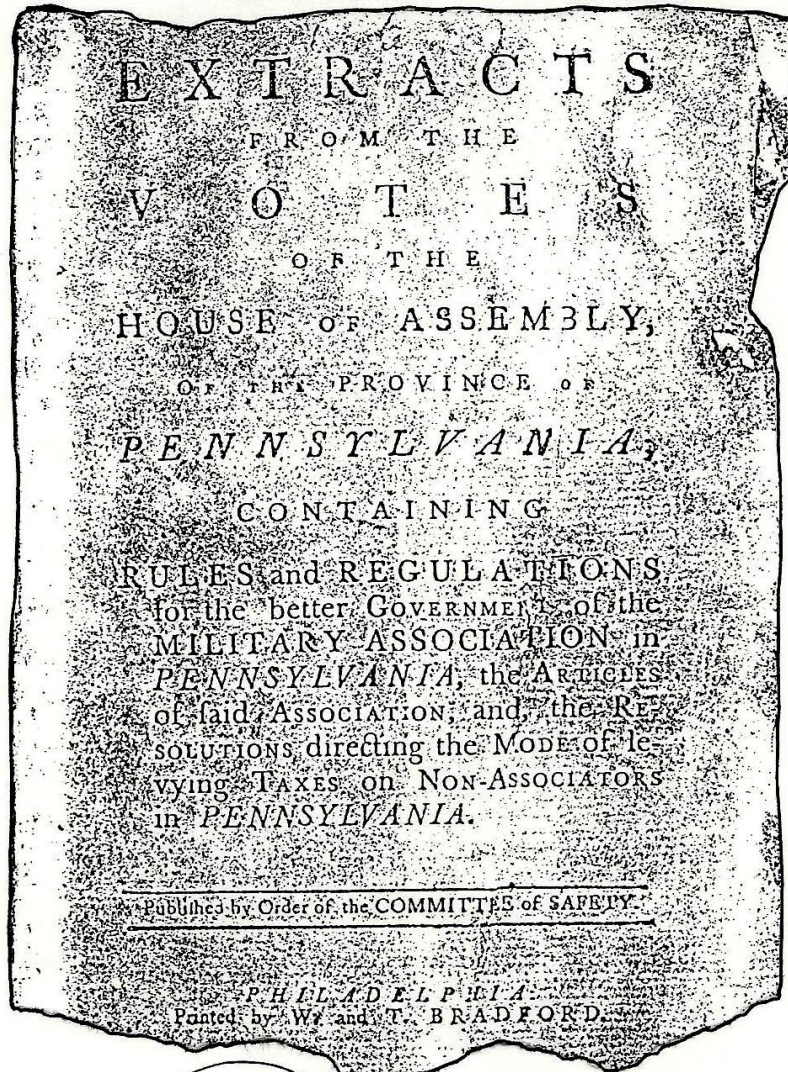 EXTRACTS
FROM THE
VOTES
OF THE
HOUSE OF ASSEMBLY,
OF THE PROVINCE OF
PENNSYLVANIA,
CONTAINING
RULES and REGULATIONS
for the better GOVERNMENT of the
MILITARY ASSOCIATION in
PENNSYLVANIA; the ARTICLES
of ſaid ASSOCIATION; and, the RE-
SOLUTIONS directing the MODE of le-
vying TAXES on NON-ASSOCIATORS
in PENNSYLVANIA.
Published by Order of the COMMITTEE of SAFETY.
PHILADELPHIA:
Printed by W. and T. BRADFORD.